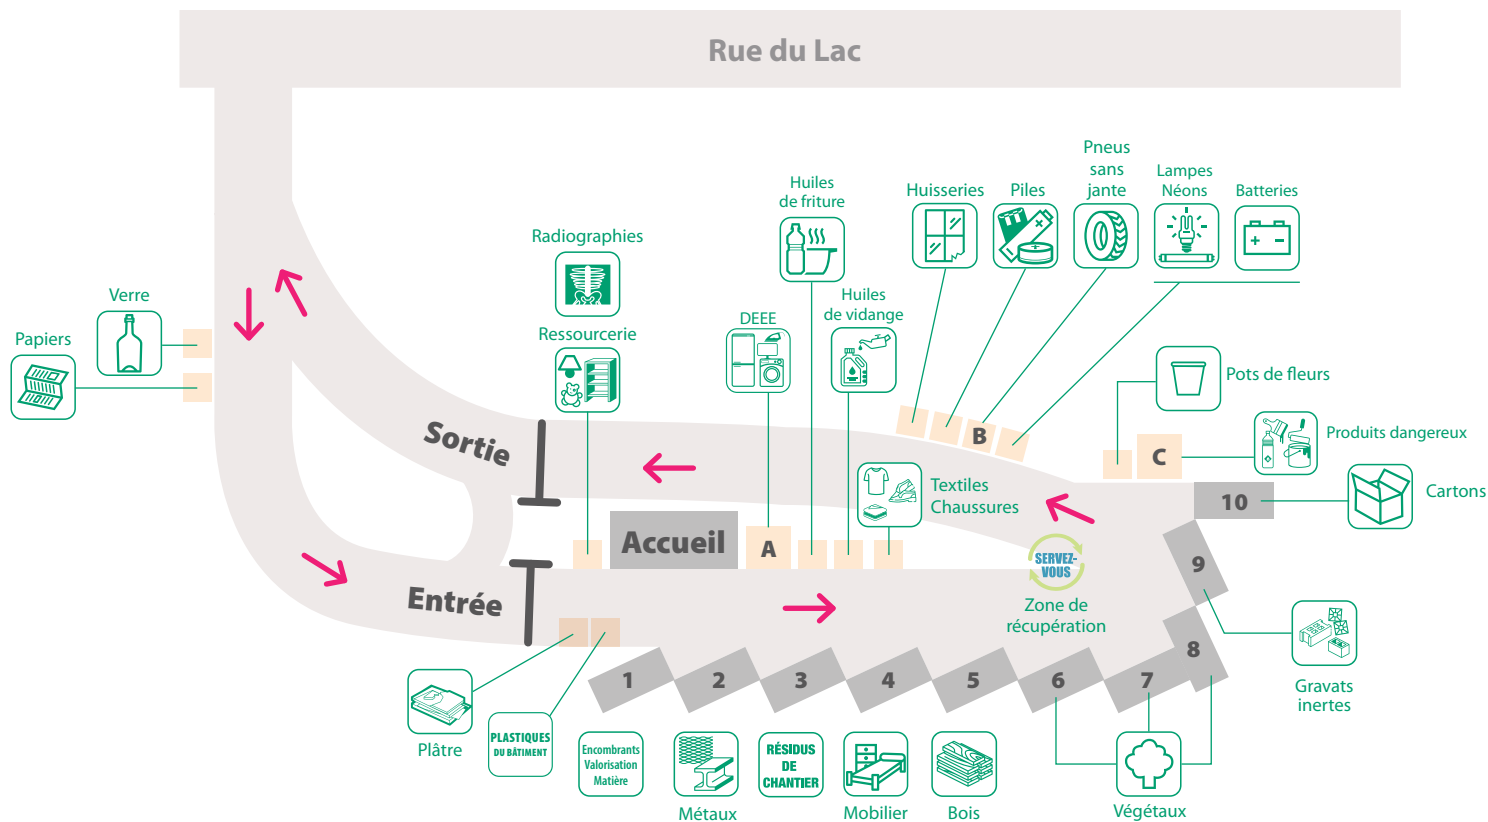 Rue du Lac
Pneus
sans
jante
Lampes
Néons
Batteries
Huiles
de friture
Huisseries
Piles
Radiographies
Verre
Huiles
de vidange
DEEE
Ressourcerie
Papiers
Pots de fleurs
Sortie
B
C
Produits dangereux
Textiles
Chaussures
Cartons
10
Accueil
A
SERVEZ-
VOUS
9
Entrée
Zone de
récupération
8
1
2
3
4
5
6
7
Gravats
inertes
Plâtre
PLASTIQUES
DU BÂTIMENT
Encombrants
Valorisation
Matière
RÉSIDUS
DE
CHANTIER
Métaux
Mobilier
Bois
Végétaux